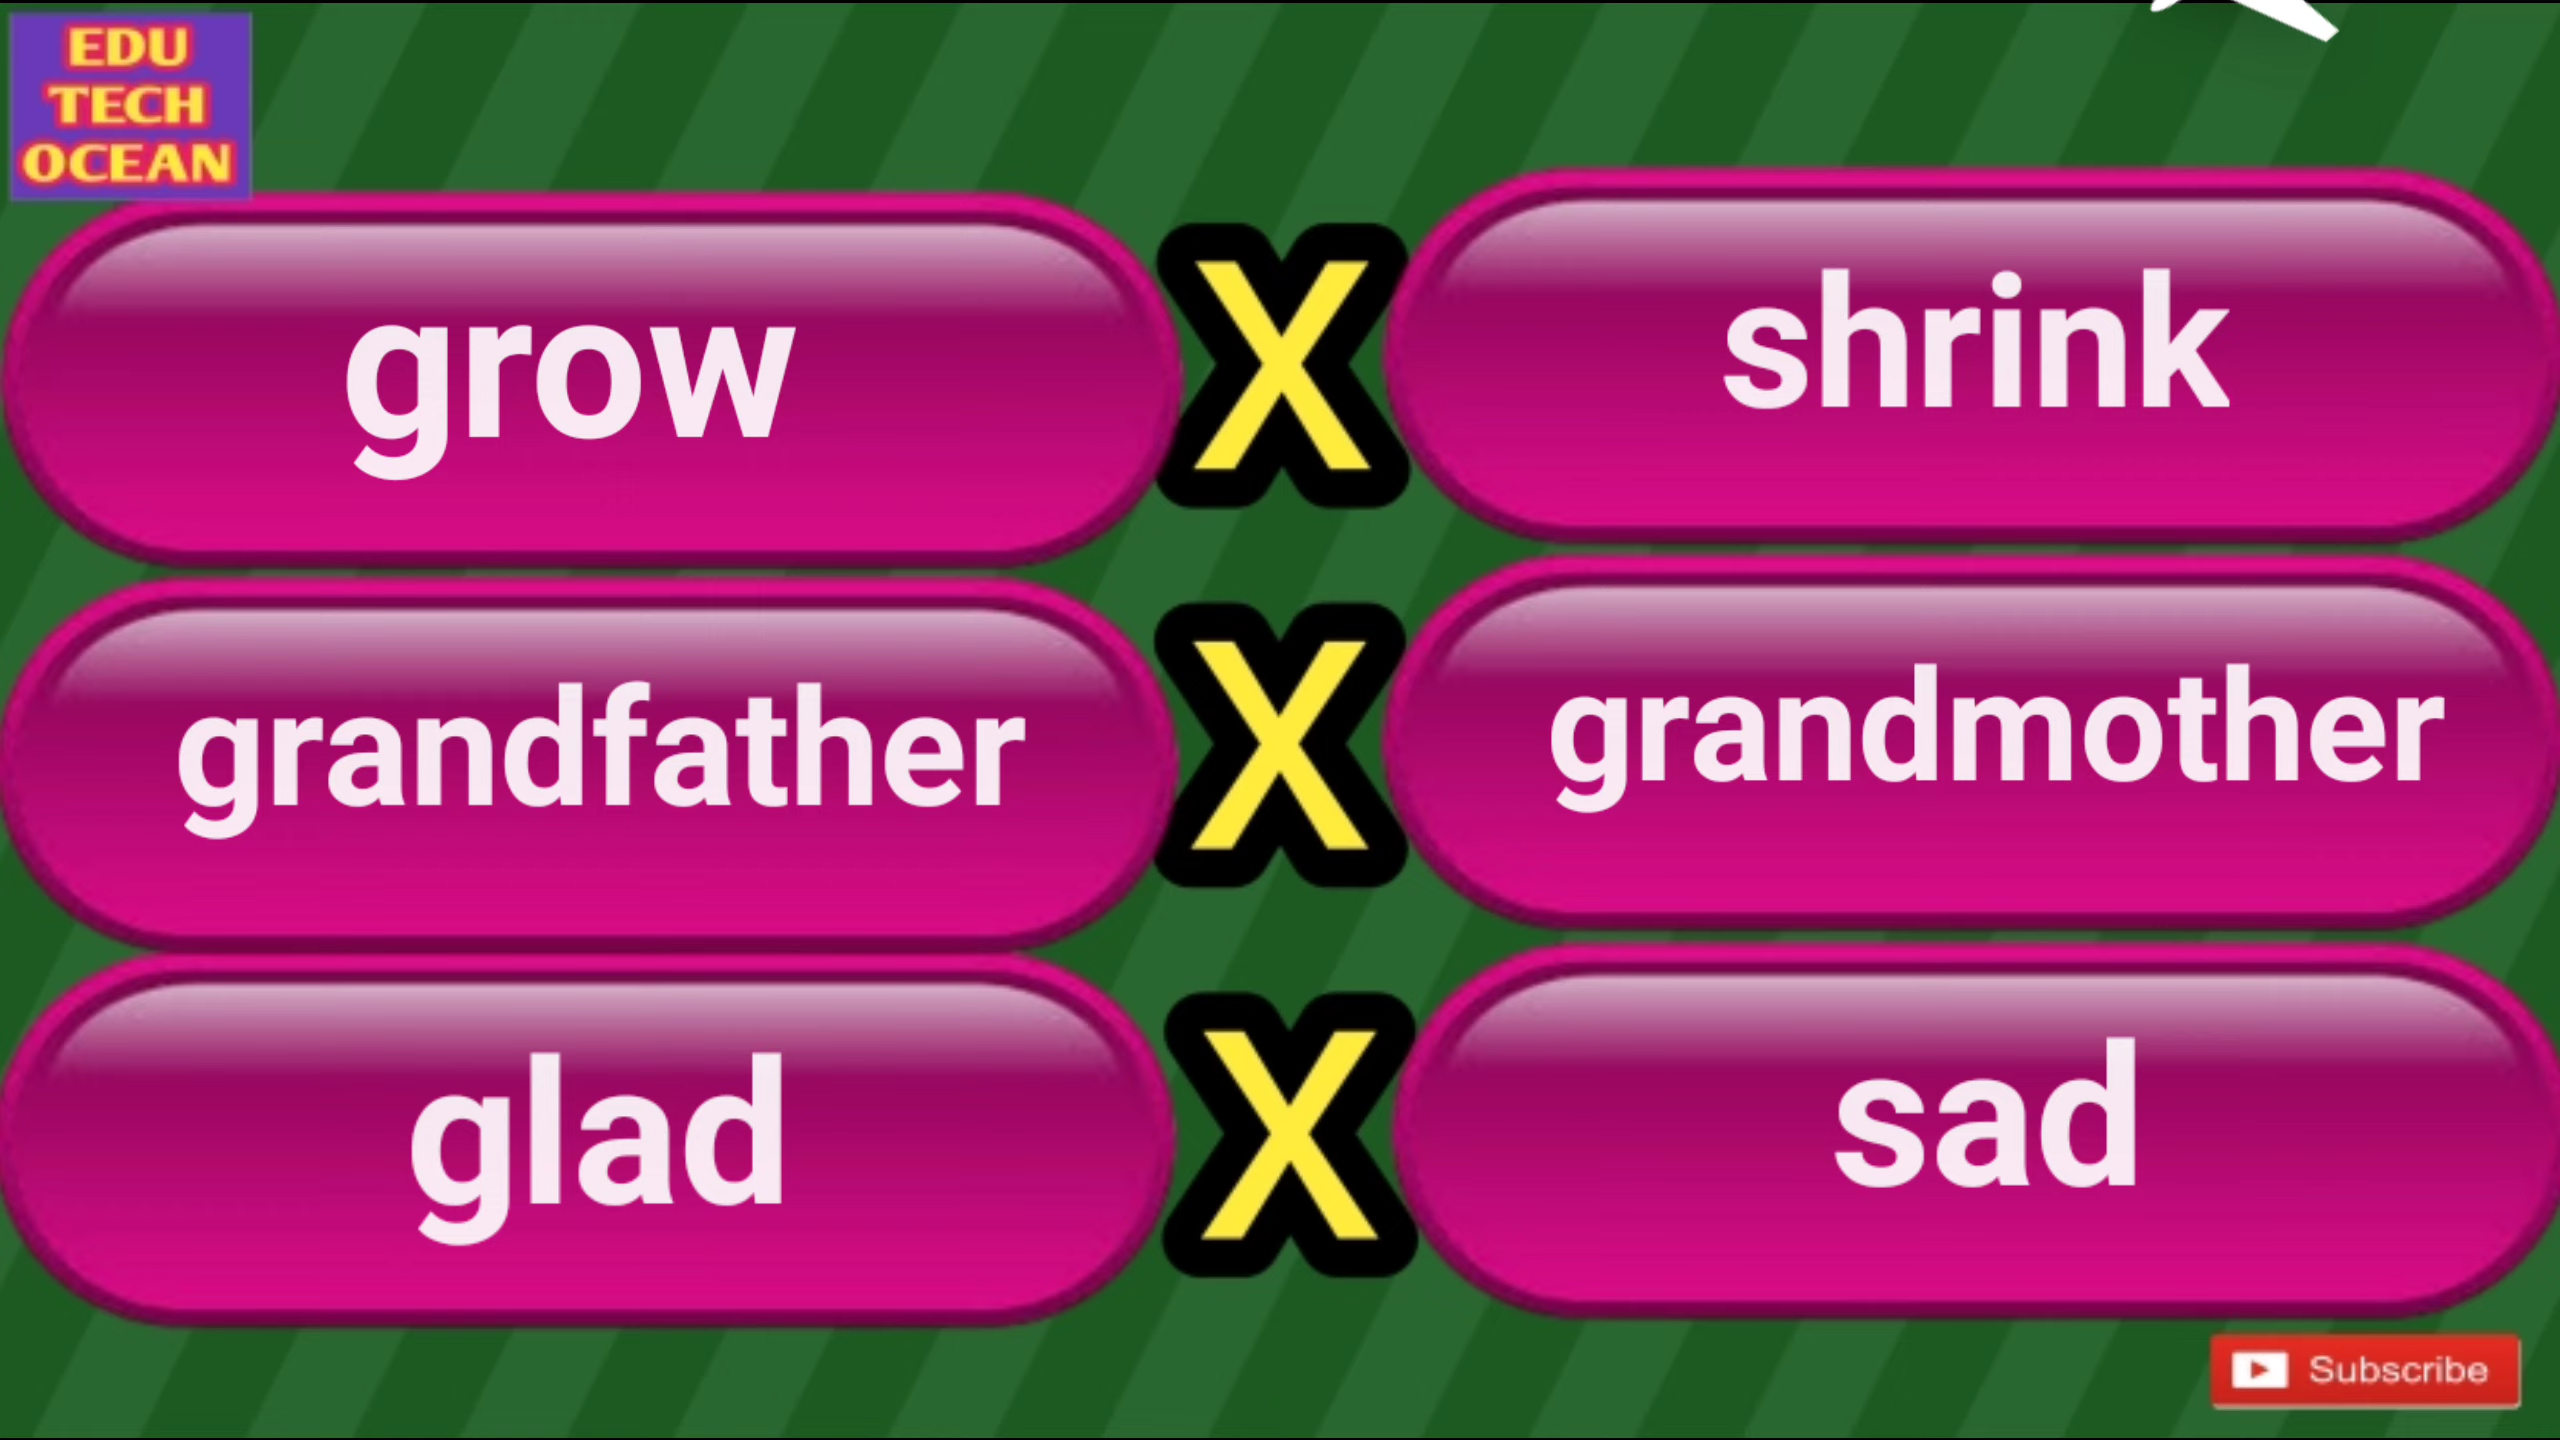 EDU
TECH
OCEAN
grow X shrink
grandfather X grandmother
glad X sad
Subscribe